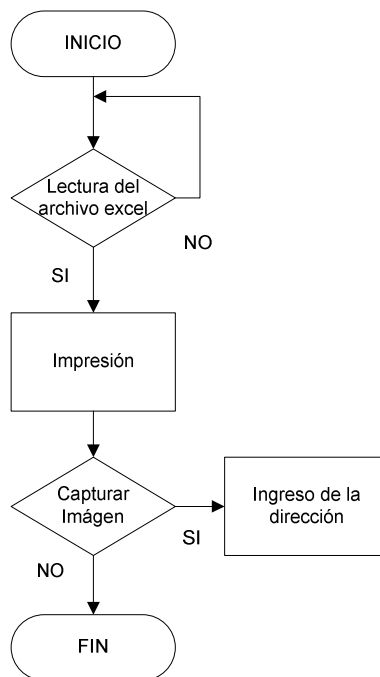 INICIO
Lectura del
archivo excel
NO
SI
Impresión
Capturar
Imágen
SI
Ingreso de la
dirección
NO
FIN